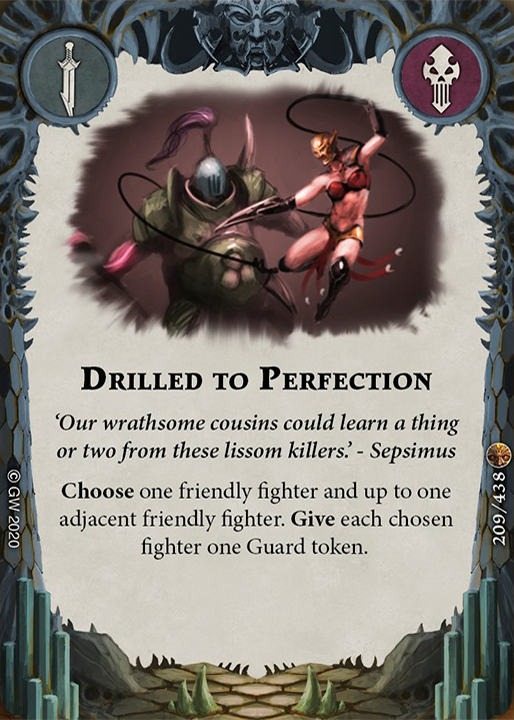 Drilled to Perfection
‘Our wrathsome cousins could learn a thing
or two from these lissom killers.’ - Sepsimus
Choose one friendly fighter and up to one
adjacent friendly fighter. Give each chosen
fighter one Guard token.
© GW 2020
209/438